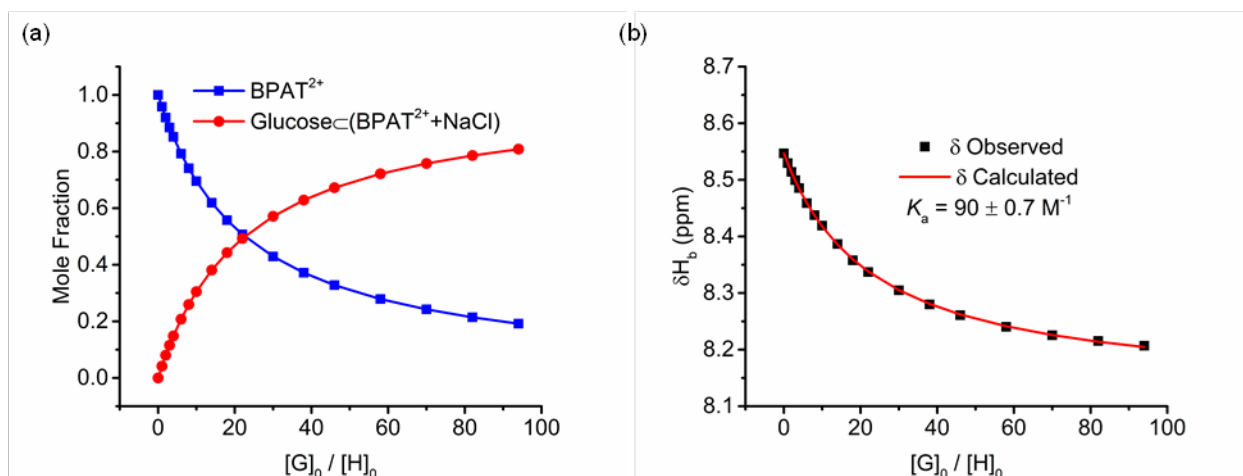 (a)
BPAT²⁺
Glucose⊂(BPAT²⁺+NaCl)
Mole Fraction
1.0
0.8
0.6
0.4
0.2
0.0
0 20 40 60 80 100
[G]₀ / [H]₀
(b)
δ Observed
δ Calculated
Kₐ = 90 ± 0.7 M⁻¹
δH_b (ppm)
8.7
8.6
8.5
8.4
8.3
8.2
8.1
0 20 40 60 80 100
[G]₀ / [H]₀